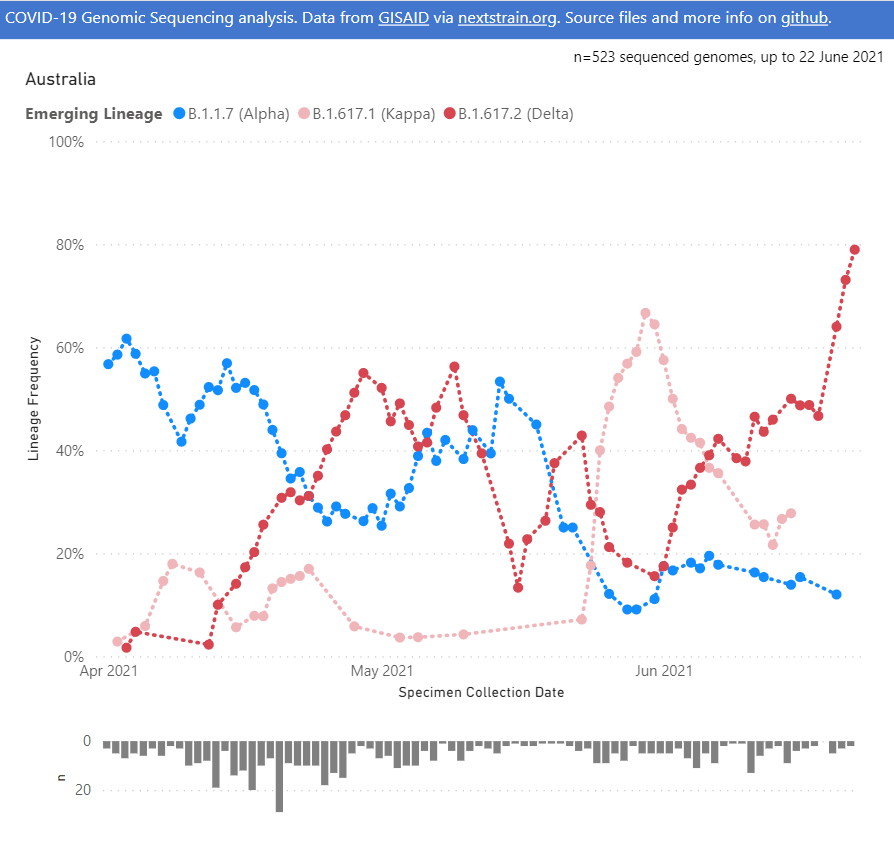 COVID-19 Genomic Sequencing analysis. Data from GISAID via nextstrain.org. Source files and more info on github.
n=523 sequenced genomes, up to 22 June 2021
Australia
Emerging Lineage B.1.1.7 (Alpha) B.1.617.1 (Kappa) B.1.617.2 (Delta)
100%
80%
60%
40%
20%
0%
Lineage Frequency
Apr 2021 May 2021 Jun 2021
Specimen Collection Date
0
n
20